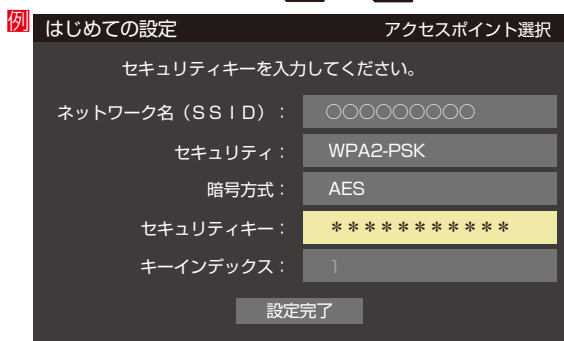 例
はじめての設定 アクセスポイント選択
セキュリティキーを入力してください。
ネットワーク名（ＳＳＩＤ）： ○○○○○○○○○
セキュリティ： WPA2-PSK
暗号方式： AES
セキュリティキー： ＊＊＊＊＊＊＊＊＊＊＊
キーインデックス： 1
設定完了